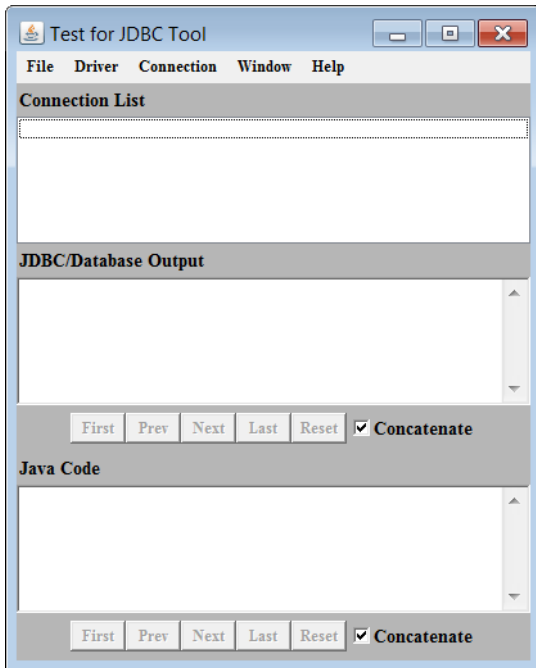 Test for JDBC Tool
File Driver Connection Window Help
Connection List
JDBC/Database Output
First Prev Next Last Reset Concatenate
Java Code
First Prev Next Last Reset Concatenate